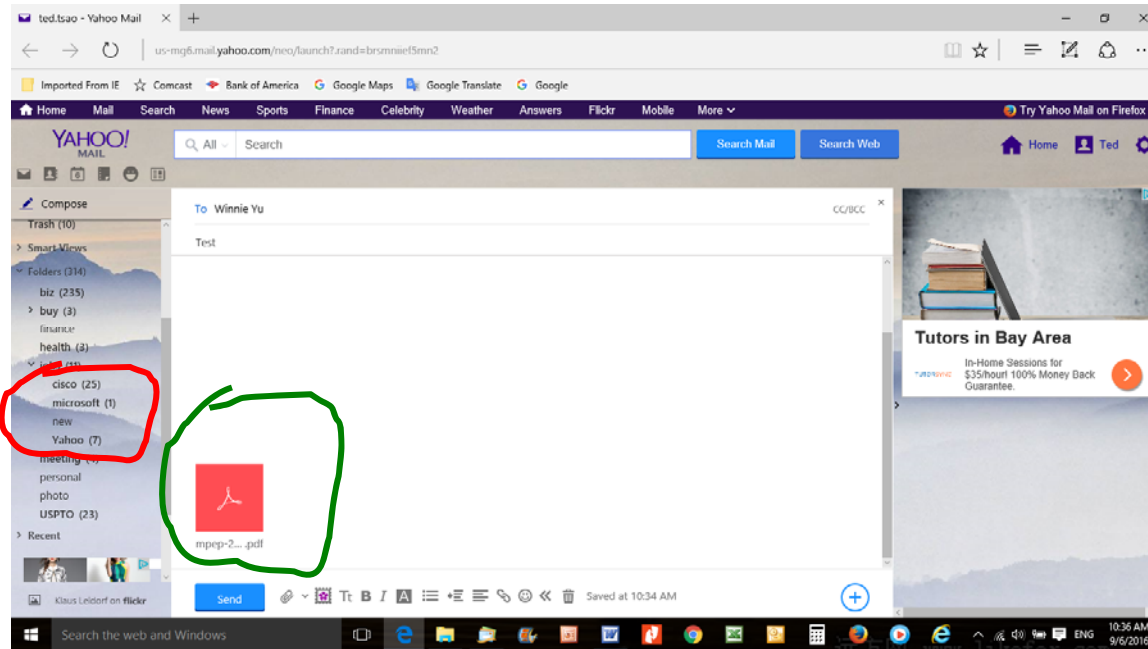 ted.tsao - Yahoo Mail
us-mg6.mail.yahoo.com/neo/launch?.rand=brsmniief5mn2
Imported From IE Comcast Bank of America Google Maps Google Translate Google
Home Mail Search News Sports Finance Celebrity Weather Answers Flickr Mobile More Try Yahoo Mail on Firefox
YAHOO!
MAIL
All Search Search Mail Search Web Home Ted
Compose
To Winnie Yu CC/BCC
Trash (10)
Test
Smart Views
Folders (314)
biz (235)
buy (3)
finance
health (3)
cisco (25)
microsoft (1)
new
Yahoo (7)
meeting
personal
photo
USPTO (23)
Recent
mpep-2... .pdf
Tutors in Bay Area
In-Home Sessions for
$35/hour! 100% Money Back
Guarantee.
Klaus Leidorf on flickr
Send Tt B I A Saved at 10:34 AM
Search the web and Windows
ENG
10:36 AM
9/6/2016